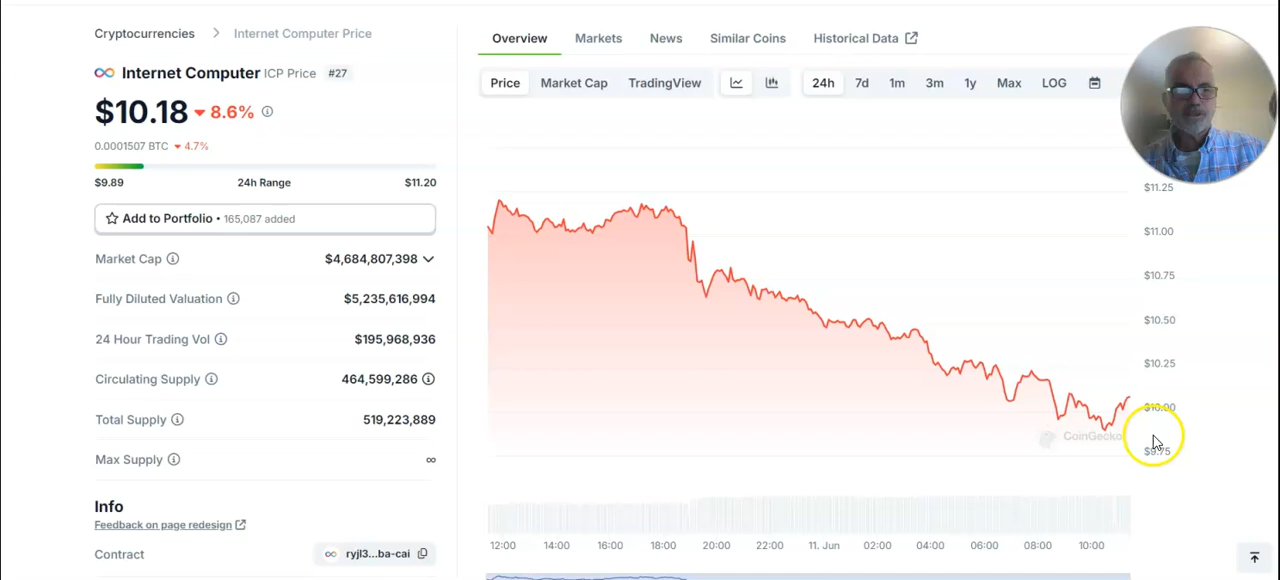 Cryptocurrencies > Internet Computer Price
Internet Computer ICP Price #27
$10.18 8.6%
0.0001507 BTC 4.7%
$9.89 24h Range $11.20
Add to Portfolio • 165,087 added
Market Cap $4,684,807,398
Fully Diluted Valuation $5,235,616,994
24 Hour Trading Vol $195,968,936
Circulating Supply 464,599,286
Total Supply 519,223,889
Max Supply ∞
Info
Feedback on page redesign
Contract ryjl3...ba-cai
Overview Markets News Similar Coins Historical Data
Price Market Cap TradingView 24h 7d 1m 3m 1y Max LOG
$11.25
$11.00
$10.75
$10.50
$10.25
$10.00
CoinGecko
$9.75
12:00 14:00 16:00 18:00 20:00 22:00 11. Jun 02:00 04:00 06:00 08:00 10:00